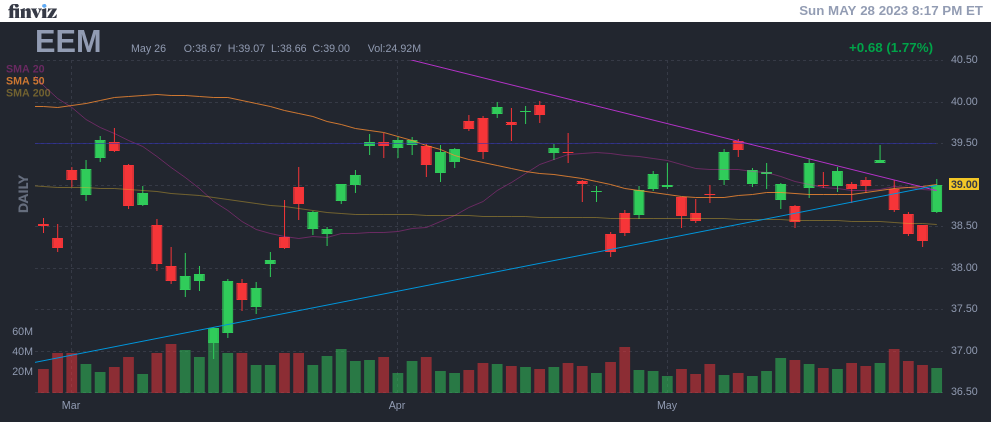 finviz
Sun MAY 28 2023 8:17 PM ET
EEM May 26 O:38.67 H:39.07 L:38.66 C:39.00 Vol:24.92M +0.68 (1.77%)
SMA 20
SMA 50
SMA 200
DAILY
40.50
40.00
39.50
39.00
38.50
38.00
37.50
37.00
36.50
60M
40M
20M
Mar Apr May